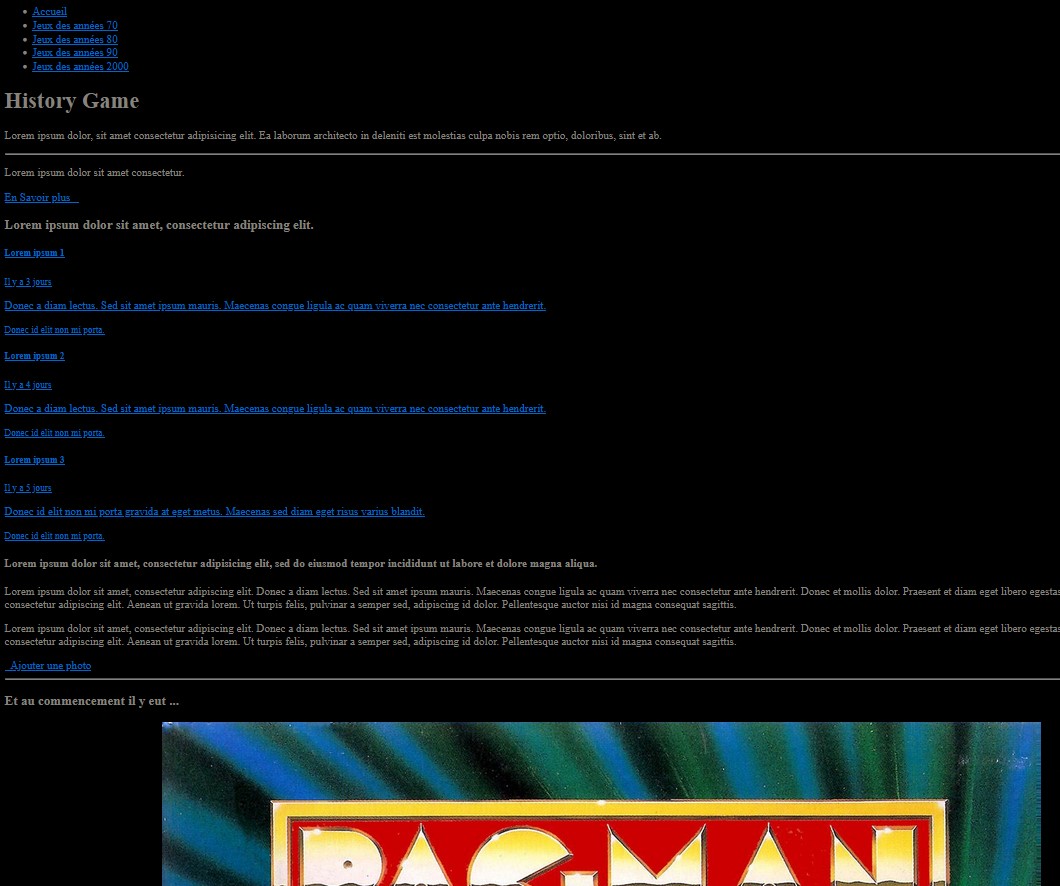 Accueil
Jeux des années 70
Jeux des années 80
Jeux des années 90
Jeux des années 2000
History Game
Lorem ipsum dolor, sit amet consectetur adipisicing elit. Ea laborum architecto in deleniti est molestias culpa nobis rem optio, doloribus, sint et ab.
Lorem ipsum dolor sit amet consectetur.
En Savoir plus
Lorem ipsum dolor sit amet, consectetur adipiscing elit.
Lorem ipsum 1
Il y a 3 jours
Donec a diam lectus. Sed sit amet ipsum mauris. Maecenas congue ligula ac quam viverra nec consectetur ante hendrerit.
Donec id elit non mi porta.
Lorem ipsum 2
Il y a 4 jours
Donec a diam lectus. Sed sit amet ipsum mauris. Maecenas congue ligula ac quam viverra nec consectetur ante hendrerit.
Donec id elit non mi porta.
Lorem ipsum 3
Il y a 5 jours
Donec id elit non mi porta gravida at eget metus. Maecenas sed diam eget risus varius blandit.
Donec id elit non mi porta.
Lorem ipsum dolor sit amet, consectetur adipisicing elit, sed do eiusmod tempor incididunt ut labore et dolore magna aliqua.
Lorem ipsum dolor sit amet, consectetur adipiscing elit. Donec a diam lectus. Sed sit amet ipsum mauris. Maecenas congue ligula ac quam viverra nec consectetur ante hendrerit. Donec et mollis dolor. Praesent et diam eget libero egestas
consectetur adipiscing elit. Aenean ut gravida lorem. Ut turpis felis, pulvinar a semper sed, adipiscing id dolor. Pellentesque auctor nisi id magna consequat sagittis.
Lorem ipsum dolor sit amet, consectetur adipiscing elit. Donec a diam lectus. Sed sit amet ipsum mauris. Maecenas congue ligula ac quam viverra nec consectetur ante hendrerit. Donec et mollis dolor. Praesent et diam eget libero egestas
consectetur adipiscing elit. Aenean ut gravida lorem. Ut turpis felis, pulvinar a semper sed, adipiscing id dolor. Pellentesque auctor nisi id magna consequat sagittis.
Ajouter une photo
Et au commencement il y eut ...
PAC-MAN